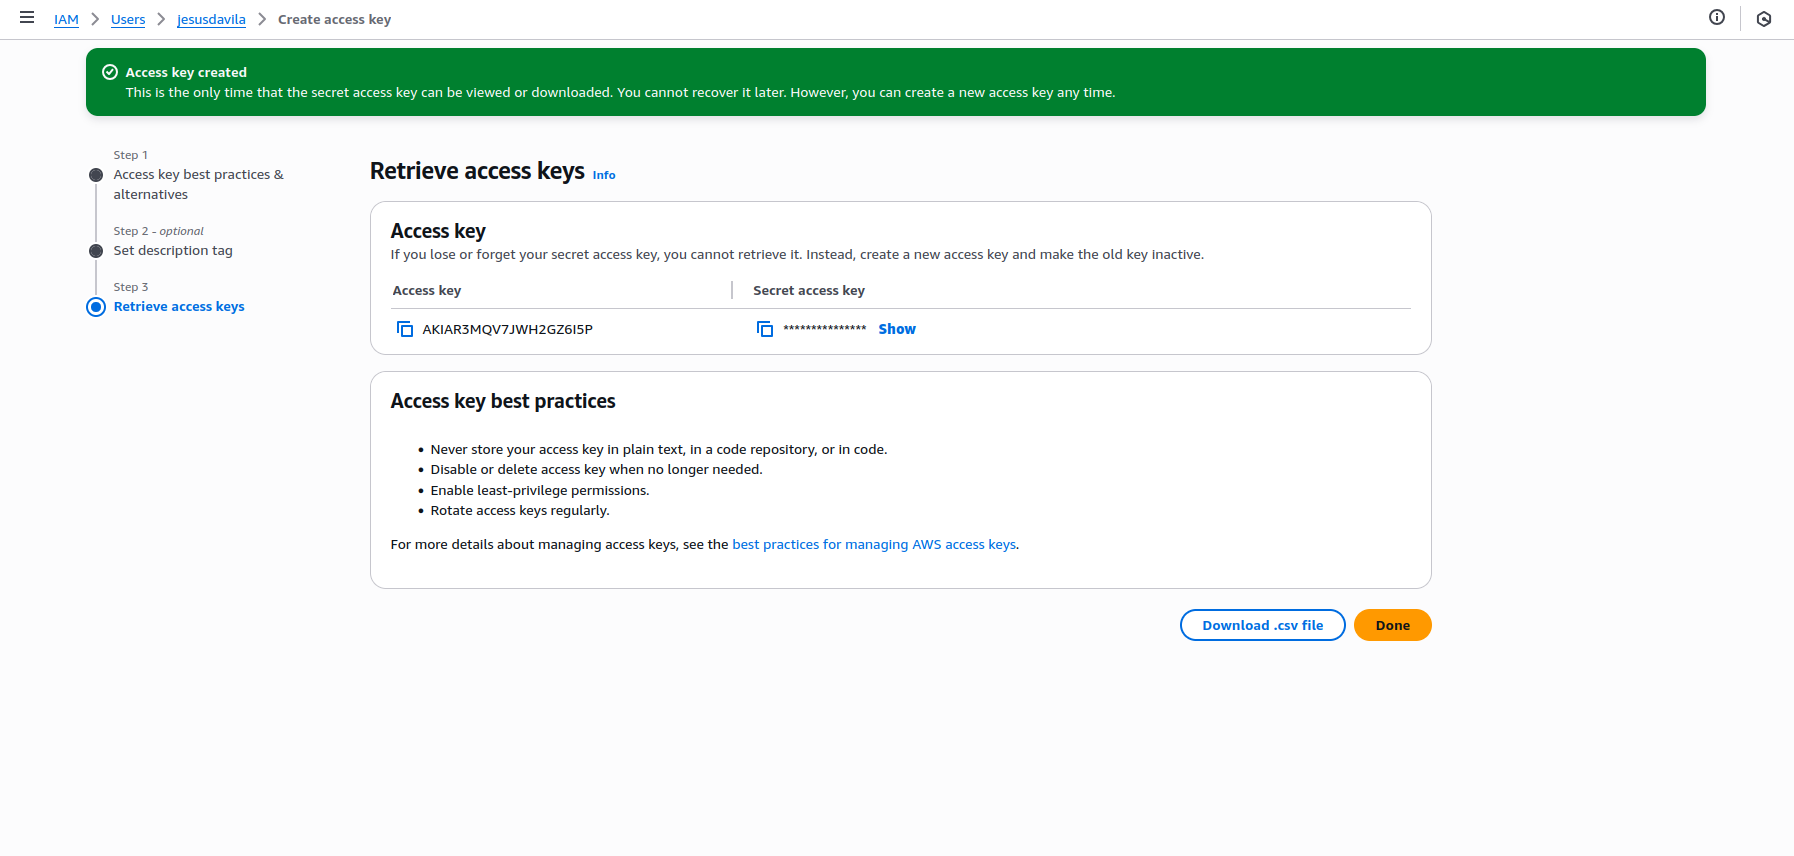 IAM > Users > jesusdavila > Create access key
Access key created
This is the only time that the secret access key can be viewed or downloaded. You cannot recover it later. However, you can create a new access key any time.
Step 1
Access key best practices &
alternatives
Step 2 - optional
Set description tag
Step 3
Retrieve access keys
Retrieve access keys Info
Access key
If you lose or forget your secret access key, you cannot retrieve it. Instead, create a new access key and make the old key inactive.
Access key Secret access key
AKIAR3MQV7JWH2GZ6I5P *************** Show
Access key best practices
• Never store your access key in plain text, in a code repository, or in code.
• Disable or delete access key when no longer needed.
• Enable least-privilege permissions.
• Rotate access keys regularly.
For more details about managing access keys, see the best practices for managing AWS access keys.
Download .csv file Done